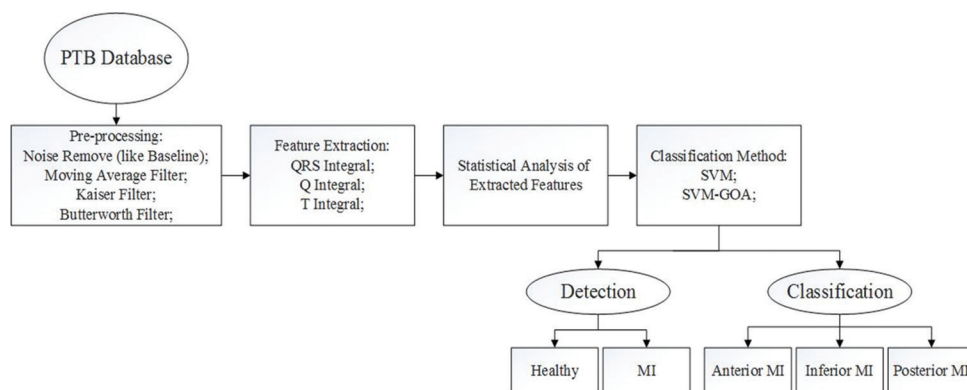 PTB Database
Pre-processing:
Noise Remove (like Baseline);
Moving Average Filter;
Kaiser Filter;
Butterworth Filter;
Feature Extraction:
QRS Integral;
Q Integral;
T Integral;
Statistical Analysis of
Extracted Features
Classification Method:
SVM;
SVM-GOA;
Detection
Classification
Healthy
MI
Anterior MI
Inferior MI
Posterior MI